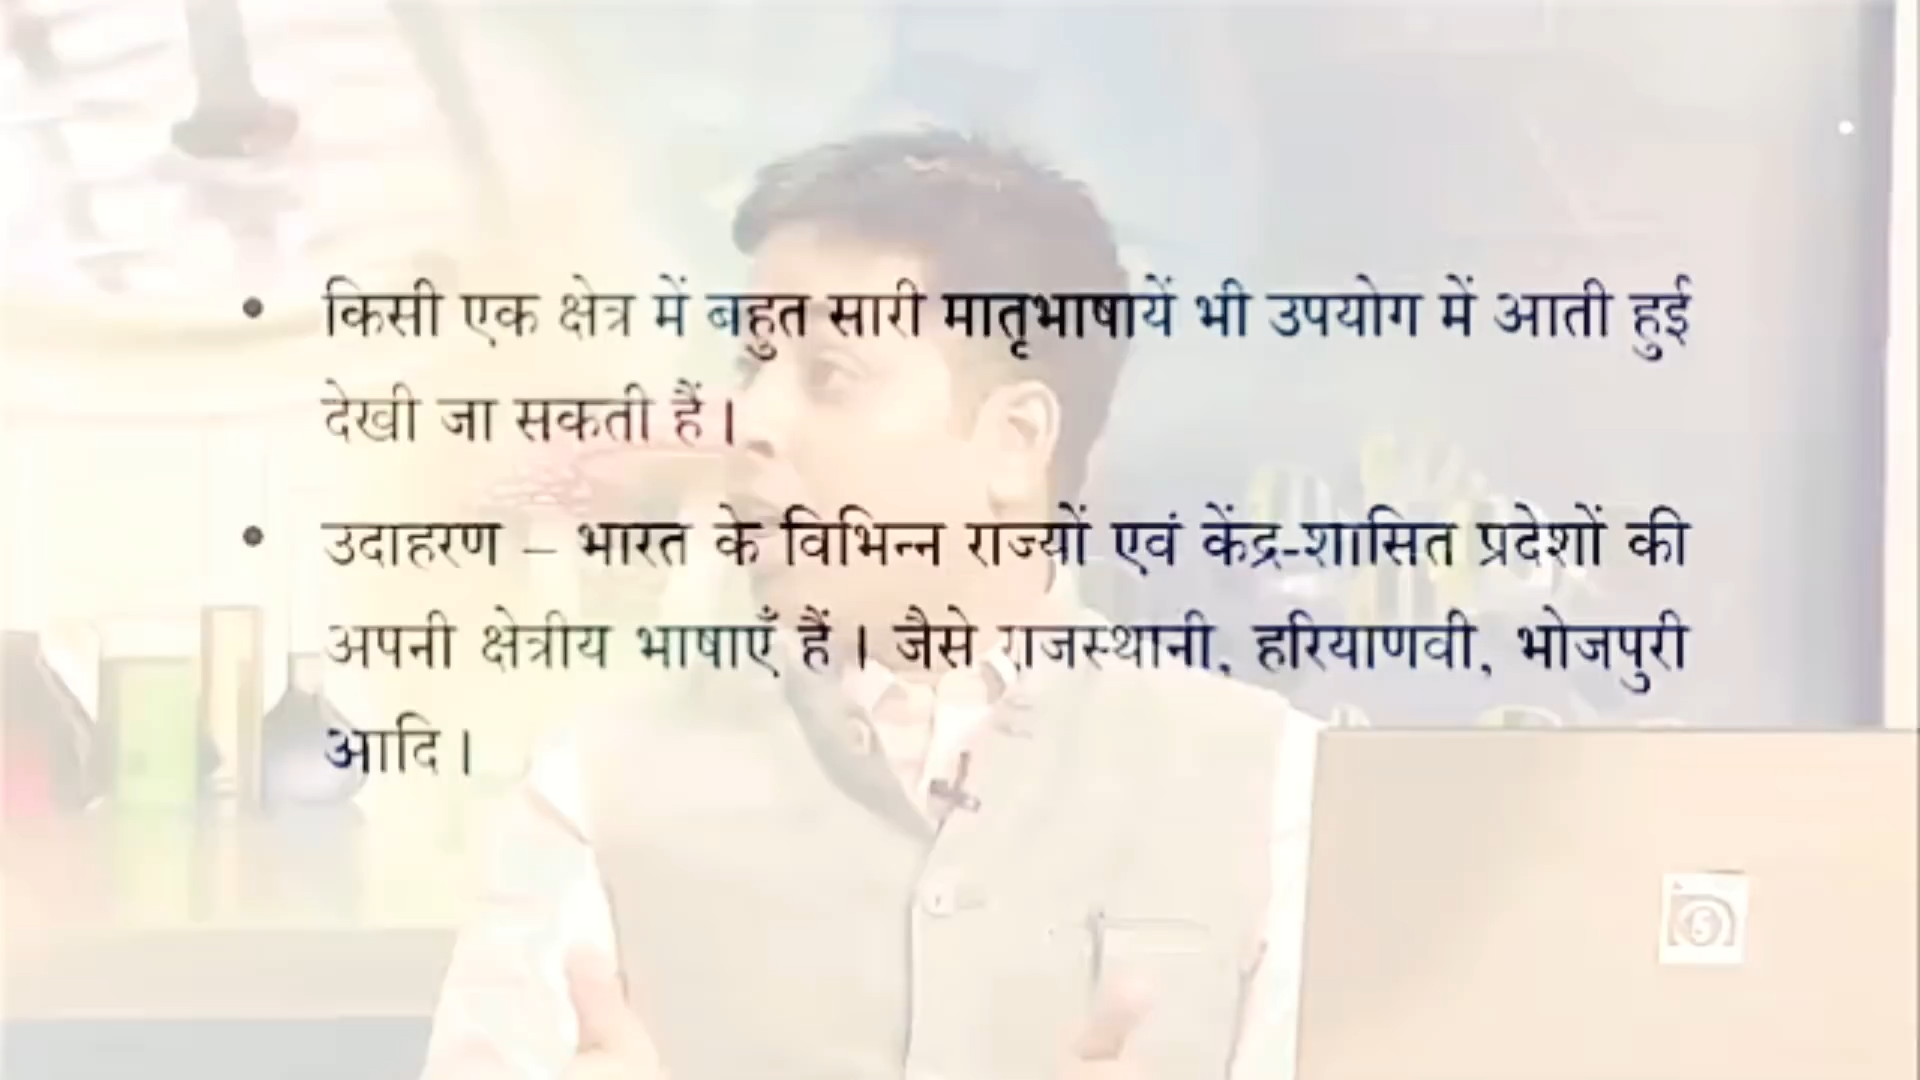 • किसी एक क्षेत्र में बहुत सारी मातृभाषायें भी उपयोग में आती हुई
देखी जा सकती हैं।
• उदाहरण – भारत के विभिन्न राज्यों एवं केंद्र-शासित प्रदेशों की
अपनी क्षेत्रीय भाषाएँ हैं। जैसे राजस्थानी, हरियाणवी, भोजपुरी
आदि।